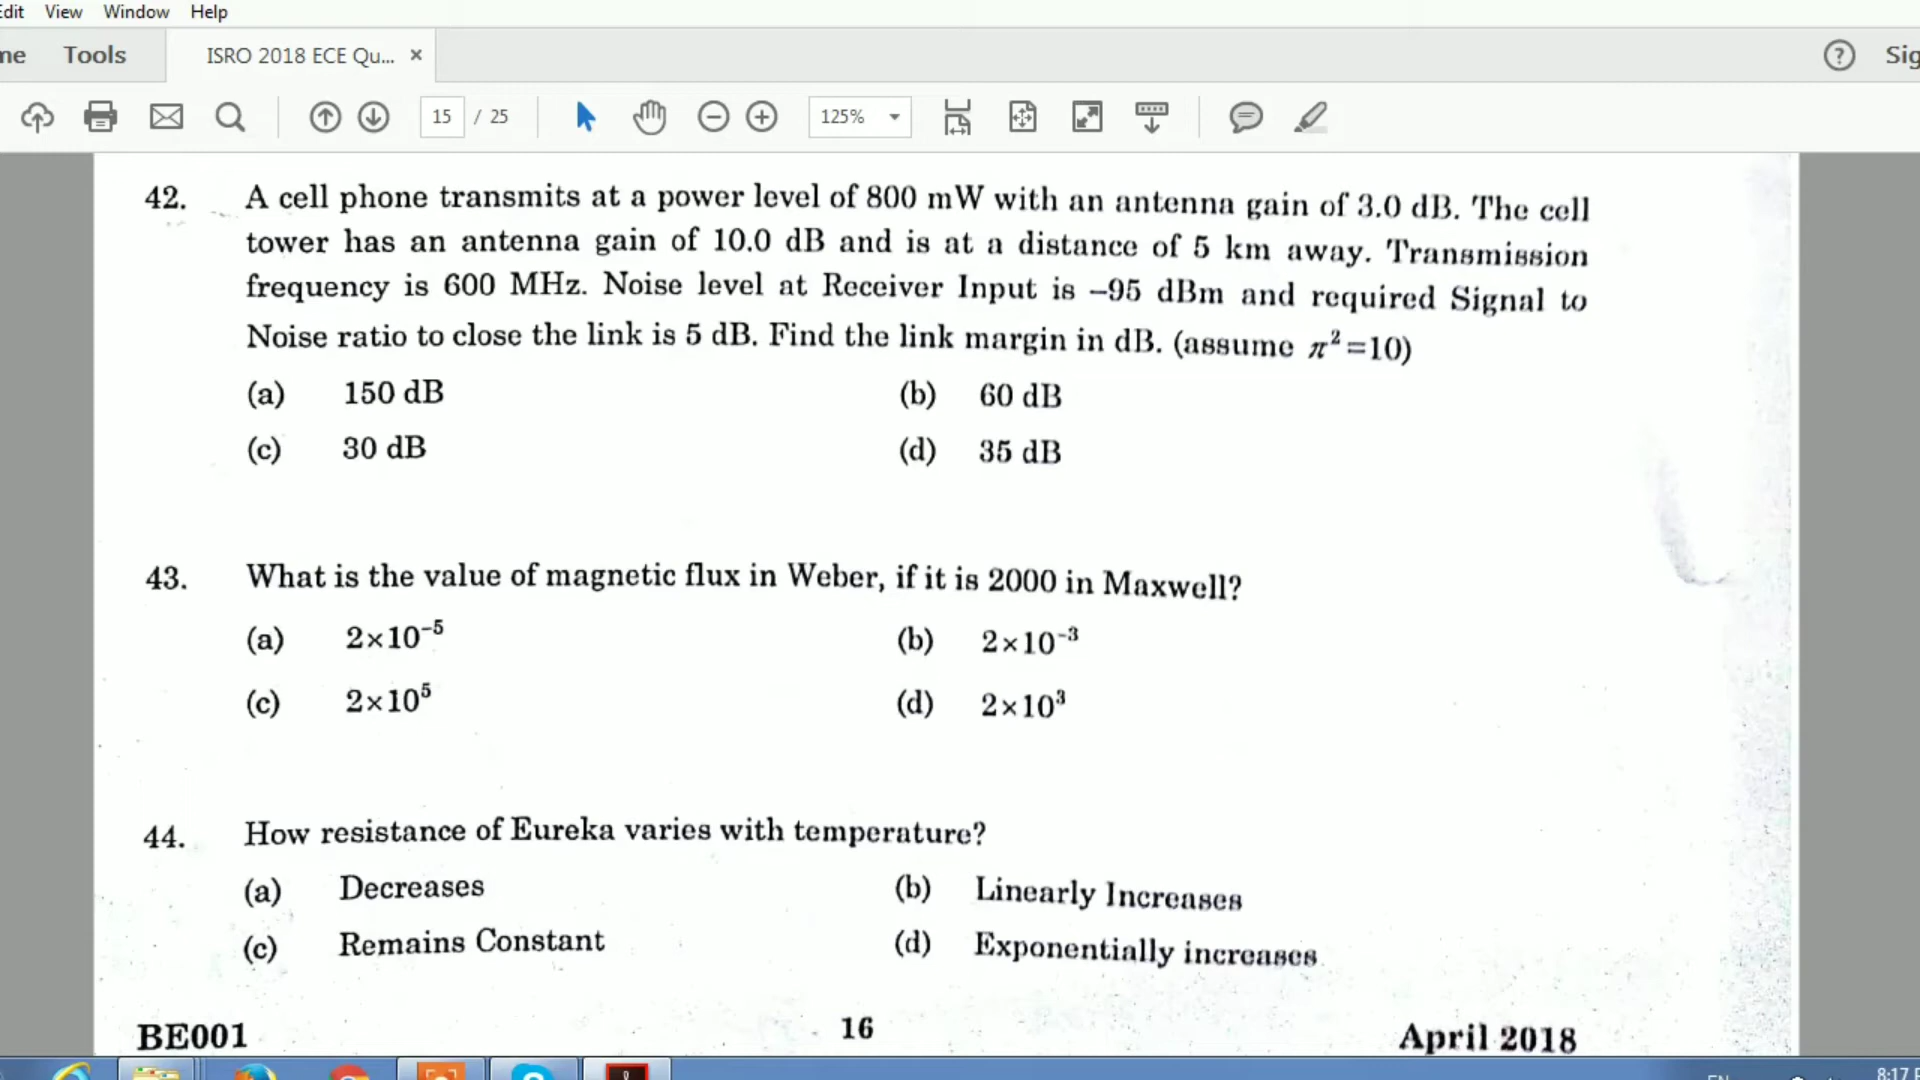 Edit View Window Help
me Tools ISRO 2018 ECE Qu... × ? Sig
15 / 25 125%
42. A cell phone transmits at a power level of 800 mW with an antenna gain of 3.0 dB. The cell
tower has an antenna gain of 10.0 dB and is at a distance of 5 km away. Transmission
frequency is 600 MHz. Noise level at Receiver Input is –95 dBm and required Signal to
Noise ratio to close the link is 5 dB. Find the link margin in dB. (assume π²=10)
(a) 150 dB (b) 60 dB
(c) 30 dB (d) 35 dB
43. What is the value of magnetic flux in Weber, if it is 2000 in Maxwell?
(a) 2×10⁻⁵ (b) 2×10⁻³
(c) 2×10⁵ (d) 2×10³
44. How resistance of Eureka varies with temperature?
(a) Decreases (b) Linearly Increases
(c) Remains Constant (d) Exponentially increases
BE001 16 April 2018
8:17 P